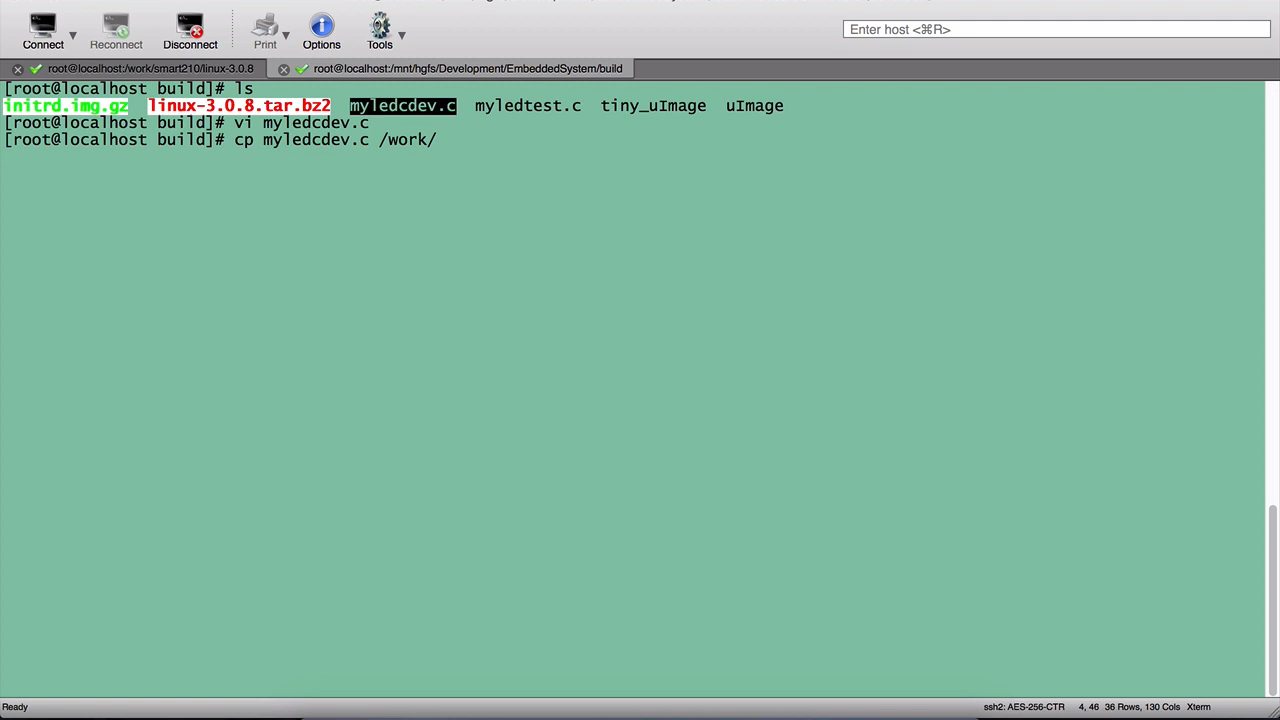 Connect
Reconnect
Disconnect
Print
Options
Tools
Enter host <⌘R>
root@localhost:/work/smart210/linux-3.0.8
root@localhost:/mnt/hgfs/Development/EmbeddedSystem/build
[root@localhost build]# ls
initrd.img.gz linux-3.0.8.tar.bz2 myledcdev.c myledtest.c tiny_uImage uImage
[root@localhost build]# vi myledcdev.c
[root@localhost build]# cp myledcdev.c /work/
Ready
ssh2: AES-256-CTR 4, 46 36 Rows, 130 Cols Xterm